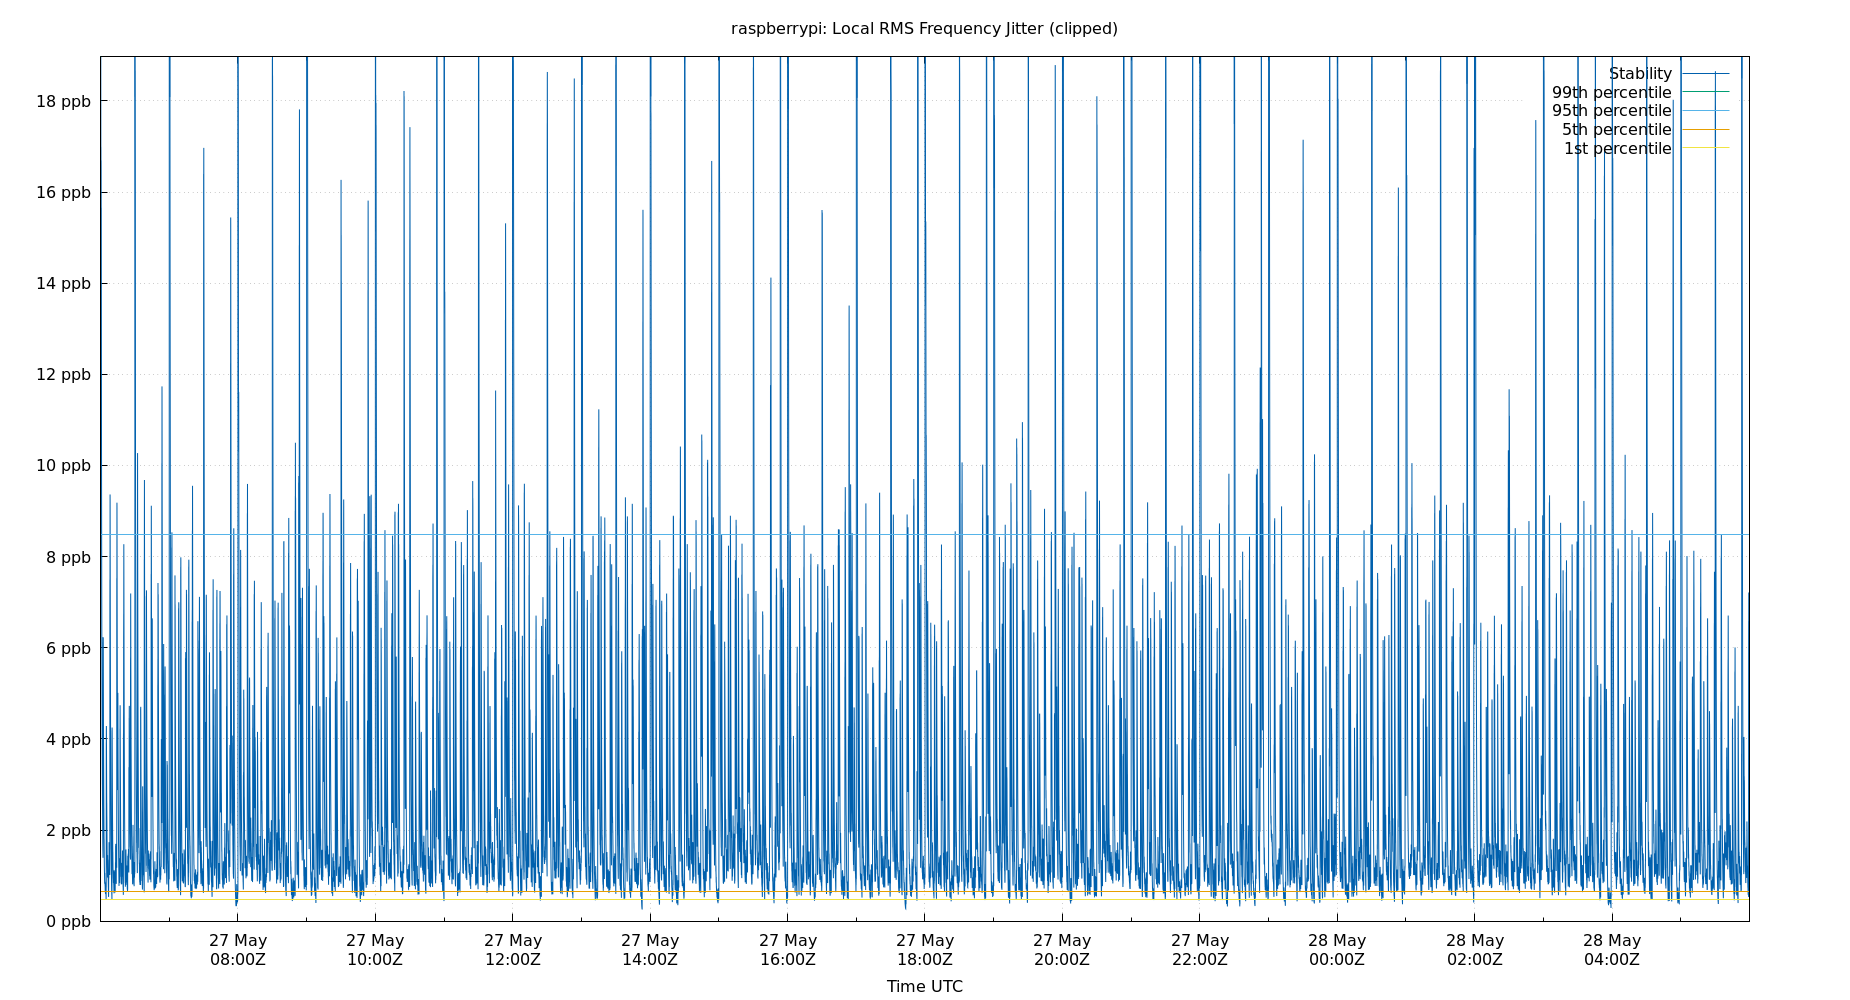 raspberrypi: Local RMS Frequency Jitter (clipped)
Stability
99th percentile
95th percentile
5th percentile
1st percentile
18 ppb
16 ppb
14 ppb
12 ppb
10 ppb
8 ppb
6 ppb
4 ppb
2 ppb
0 ppb
27 May 27 May 27 May 27 May 27 May 27 May 27 May 27 May 28 May 28 May 28 May
08:00Z 10:00Z 12:00Z 14:00Z 16:00Z 18:00Z 20:00Z 22:00Z 00:00Z 02:00Z 04:00Z
Time UTC